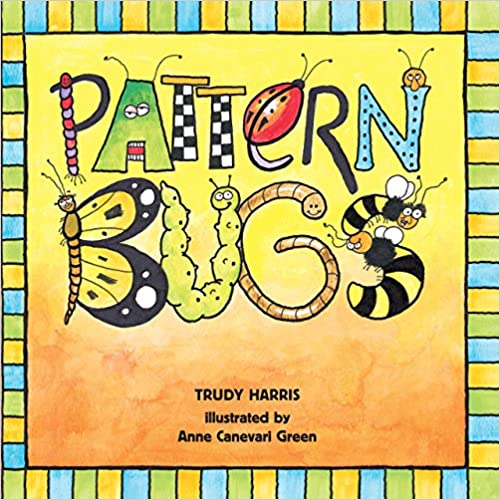 PATTERN
BUGS
TRUDY HARRIS
illustrated by
Anne Canevari Green